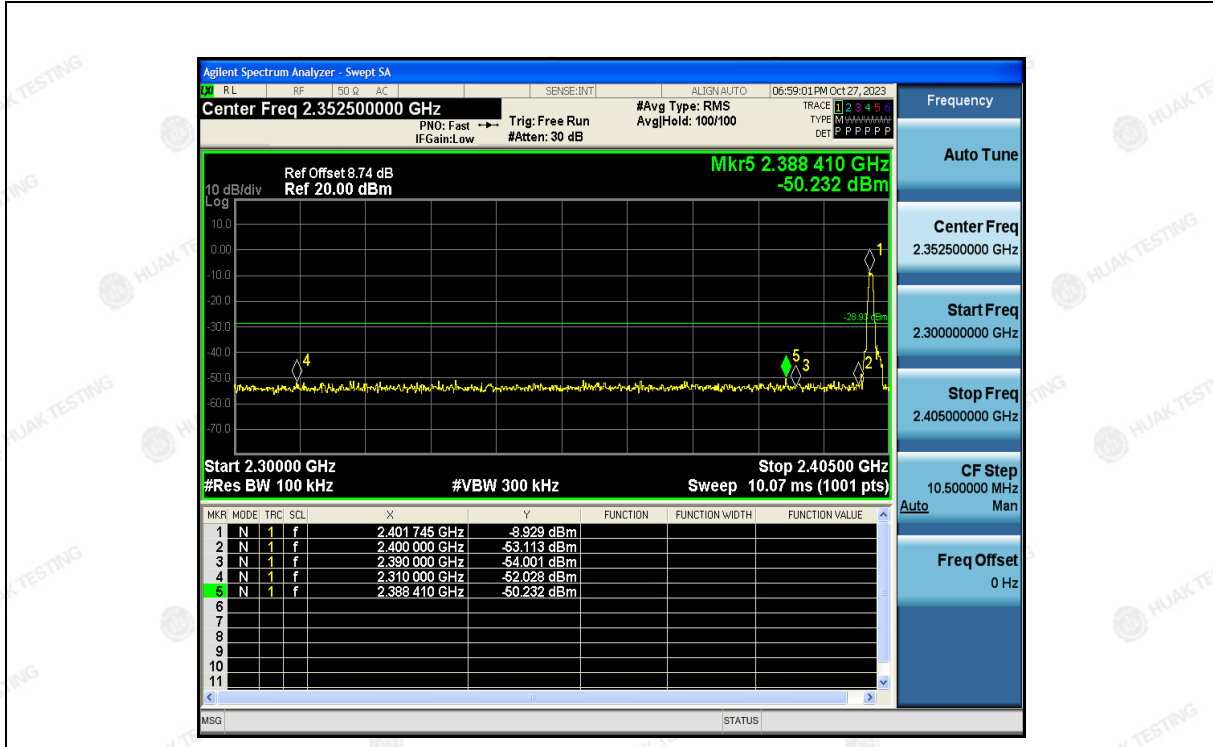 Agilent Spectrum Analyzer - Swept SA
LXI RL RF 50 Ω AC SENSE:INT ALIGNAUTO 06:59:01 PM Oct 27, 2023
Center Freq 2.352500000 GHz
PNO: Fast
IFGain:Low
Trig: Free Run
#Atten: 30 dB
#Avg Type: RMS
Avg|Hold: 100/100
TRACE 1 2 3 4 5 6
TYPE M W W W W W
DET P P P P P P
Mkr5 2.388 410 GHz
-50.232 dBm
Ref Offset 8.74 dB
10 dB/div Ref 20.00 dBm
Log
10.0
0.00
-10.0
-20.0
-30.0
-40.0
-50.0
-60.0
-70.0
1
-28.93 dBm
4
5
3
2
Start 2.30000 GHz Stop 2.40500 GHz
#Res BW 100 kHz #VBW 300 kHz Sweep 10.07 ms (1001 pts)
MKR MODE TRC SCL X Y FUNCTION FUNCTION WIDTH FUNCTION VALUE
1 N 1 f 2.401 745 GHz -8.929 dBm
2 N 1 f 2.400 000 GHz -53.113 dBm
3 N 1 f 2.390 000 GHz -54.001 dBm
4 N 1 f 2.310 000 GHz -52.028 dBm
5 N 1 f 2.388 410 GHz -50.232 dBm
6
7
8
9
10
11
MSG STATUS
Frequency
Auto Tune
Center Freq
2.352500000 GHz
Start Freq
2.300000000 GHz
Stop Freq
2.405000000 GHz
CF Step
10.500000 MHz
Auto Man
Freq Offset
0 Hz
HUAK TESTING